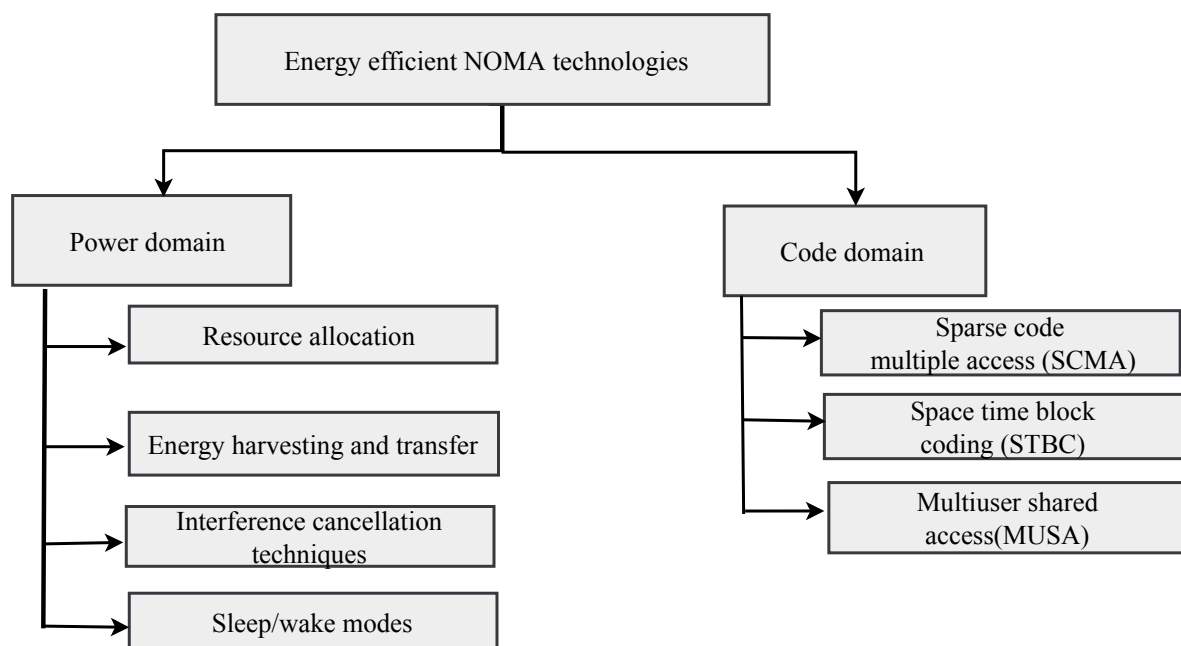 Energy efficient NOMA technologies
Power domain
Resource allocation
Energy harvesting and transfer
Interference cancellation
techniques
Sleep/wake modes
Code domain
Sparse code
multiple access (SCMA)
Space time block
coding (STBC)
Multiuser shared
access(MUSA)